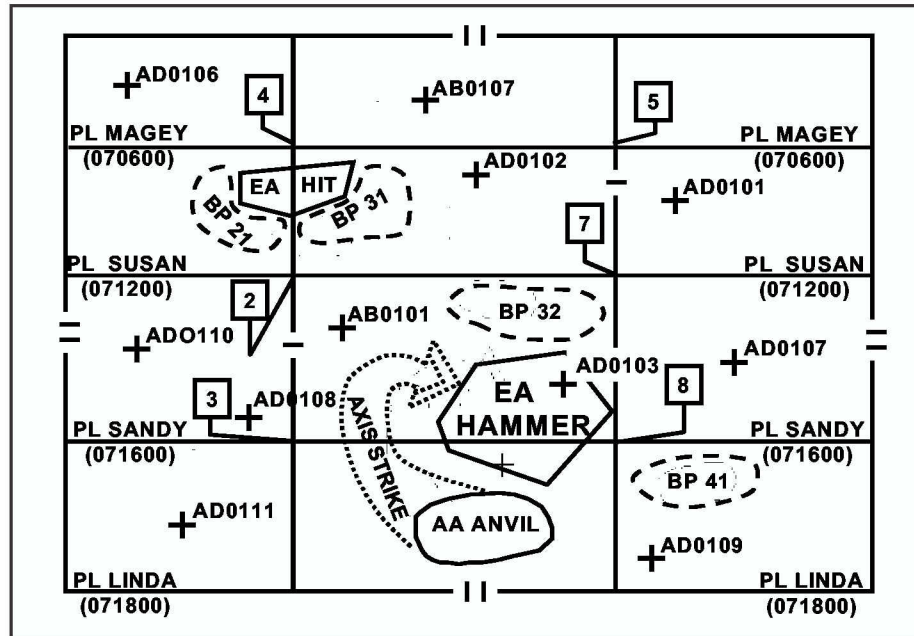 AD0106
AB0107
4
5
PL MAGEY
(070600)
PL MAGEY
(070600)
AD0102
AD0101
EA HIT
BP 21
BP 31
7
PL SUSAN
(071200)
PL SUSAN
(071200)
2
BP 32
AB0101
ADO110
AD0107
AD0103
EA
HAMMER
3
AD0108
8
AXIS STRIKE
PL SANDY
(071600)
PL SANDY
(071600)
BP 41
AD0111
AA ANVIL
AD0109
PL LINDA
(071800)
PL LINDA
(071800)